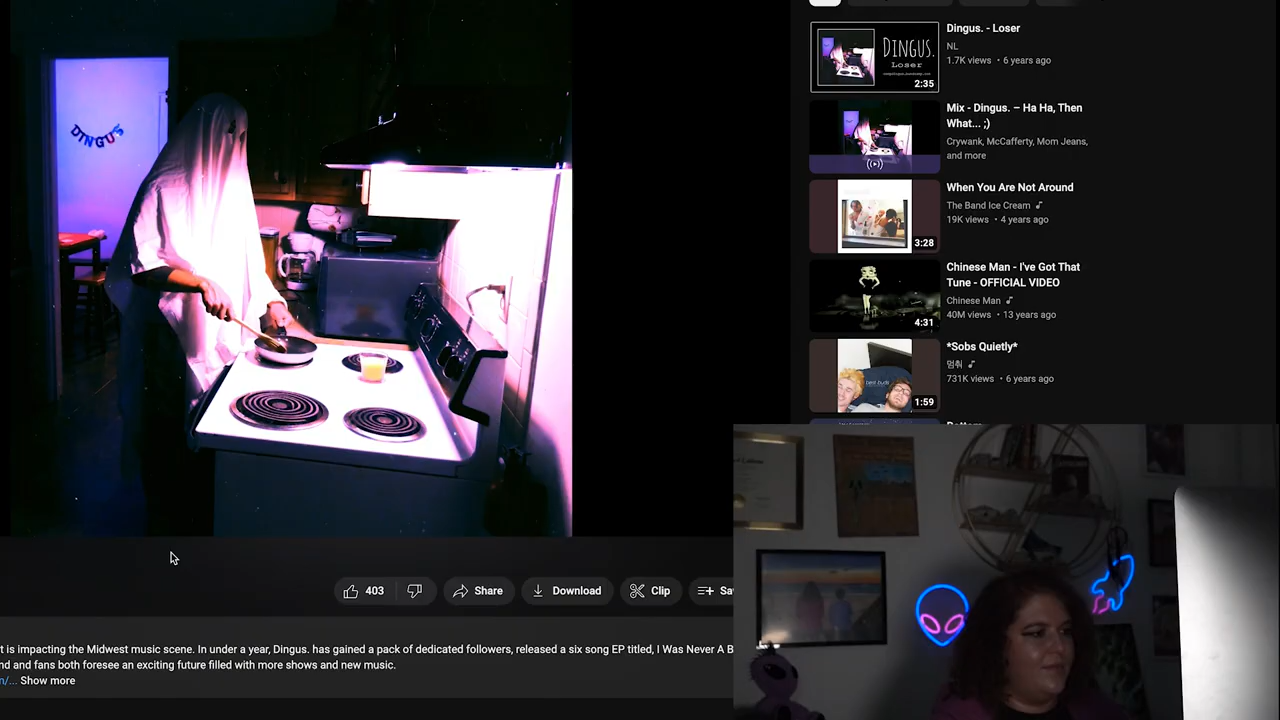 DINGUS
403
Share
Download
Clip
Sa
t is impacting the Midwest music scene. In under a year, Dingus. has gained a pack of dedicated followers, released a six song EP titled, I Was Never A B
nd and fans both foresee an exciting future filled with more shows and new music.
n/... Show more
DINGUS.
Loser
2:35
Dingus. - Loser
NL
1.7K views • 6 years ago
Mix - Dingus. – Ha Ha, Then
What... ;)
Crywank, McCafferty, Mom Jeans,
and more
3:28
When You Are Not Around
The Band Ice Cream
19K views • 4 years ago
4:31
Chinese Man - I've Got That
Tune - OFFICIAL VIDEO
Chinese Man
40M views • 13 years ago
best buds
1:59
*Sobs Quietly*
멈춰
731K views • 6 years ago